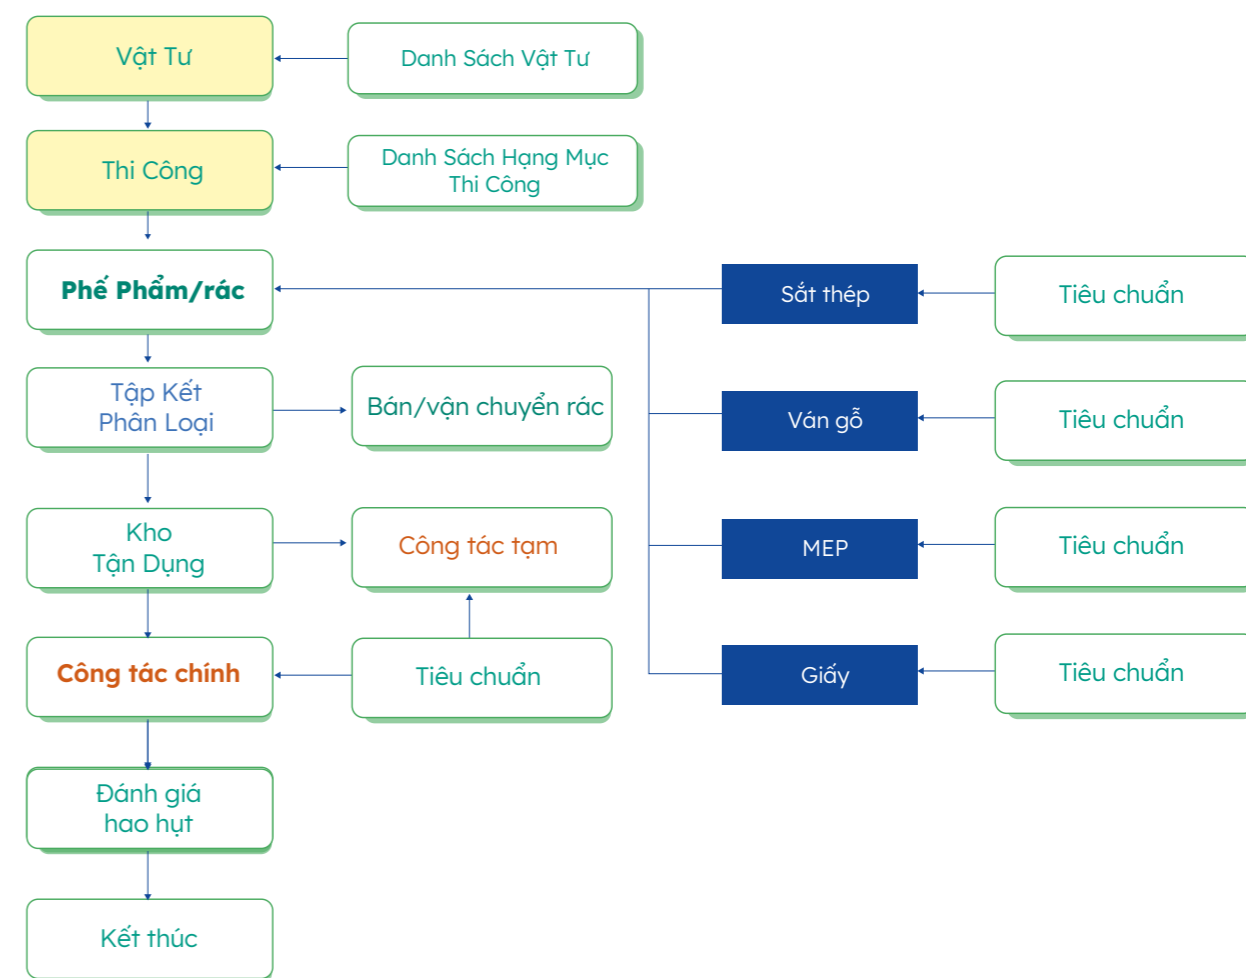 Vật Tư
Danh Sách Vật Tư
Thi Công
Danh Sách Hạng Mục
Thi Công
Phế Phẩm/rác
Sắt thép
Tiêu chuẩn
Tập Kết
Phân Loại
Bán/vận chuyển rác
Ván gỗ
Tiêu chuẩn
Kho
Tận Dụng
Công tác tạm
MEP
Tiêu chuẩn
Công tác chính
Tiêu chuẩn
Giấy
Tiêu chuẩn
Đánh giá
hao hụt
Kết thúc